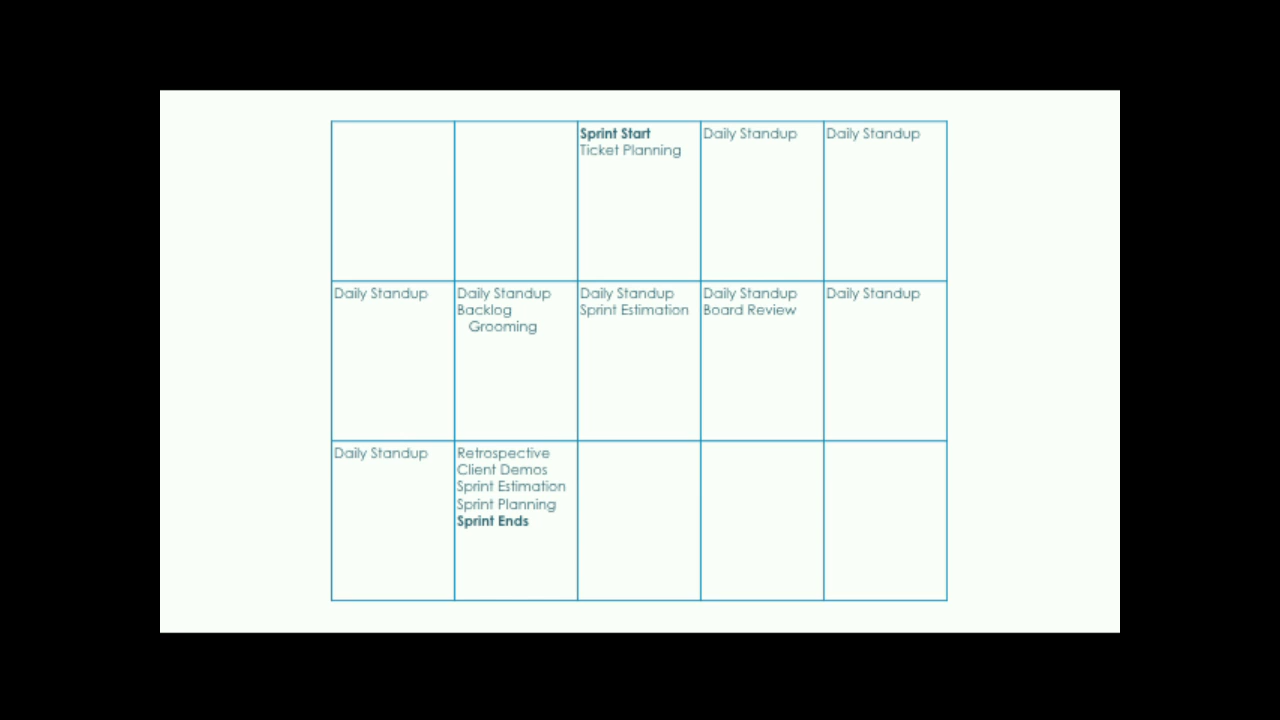 Sprint Start
Ticket Planning
Daily Standup
Daily Standup
Daily Standup
Daily Standup
Backlog
Grooming
Daily Standup
Sprint Estimation
Daily Standup
Board Review
Daily Standup
Daily Standup
Retrospective
Client Demos
Sprint Estimation
Sprint Planning
Sprint Ends